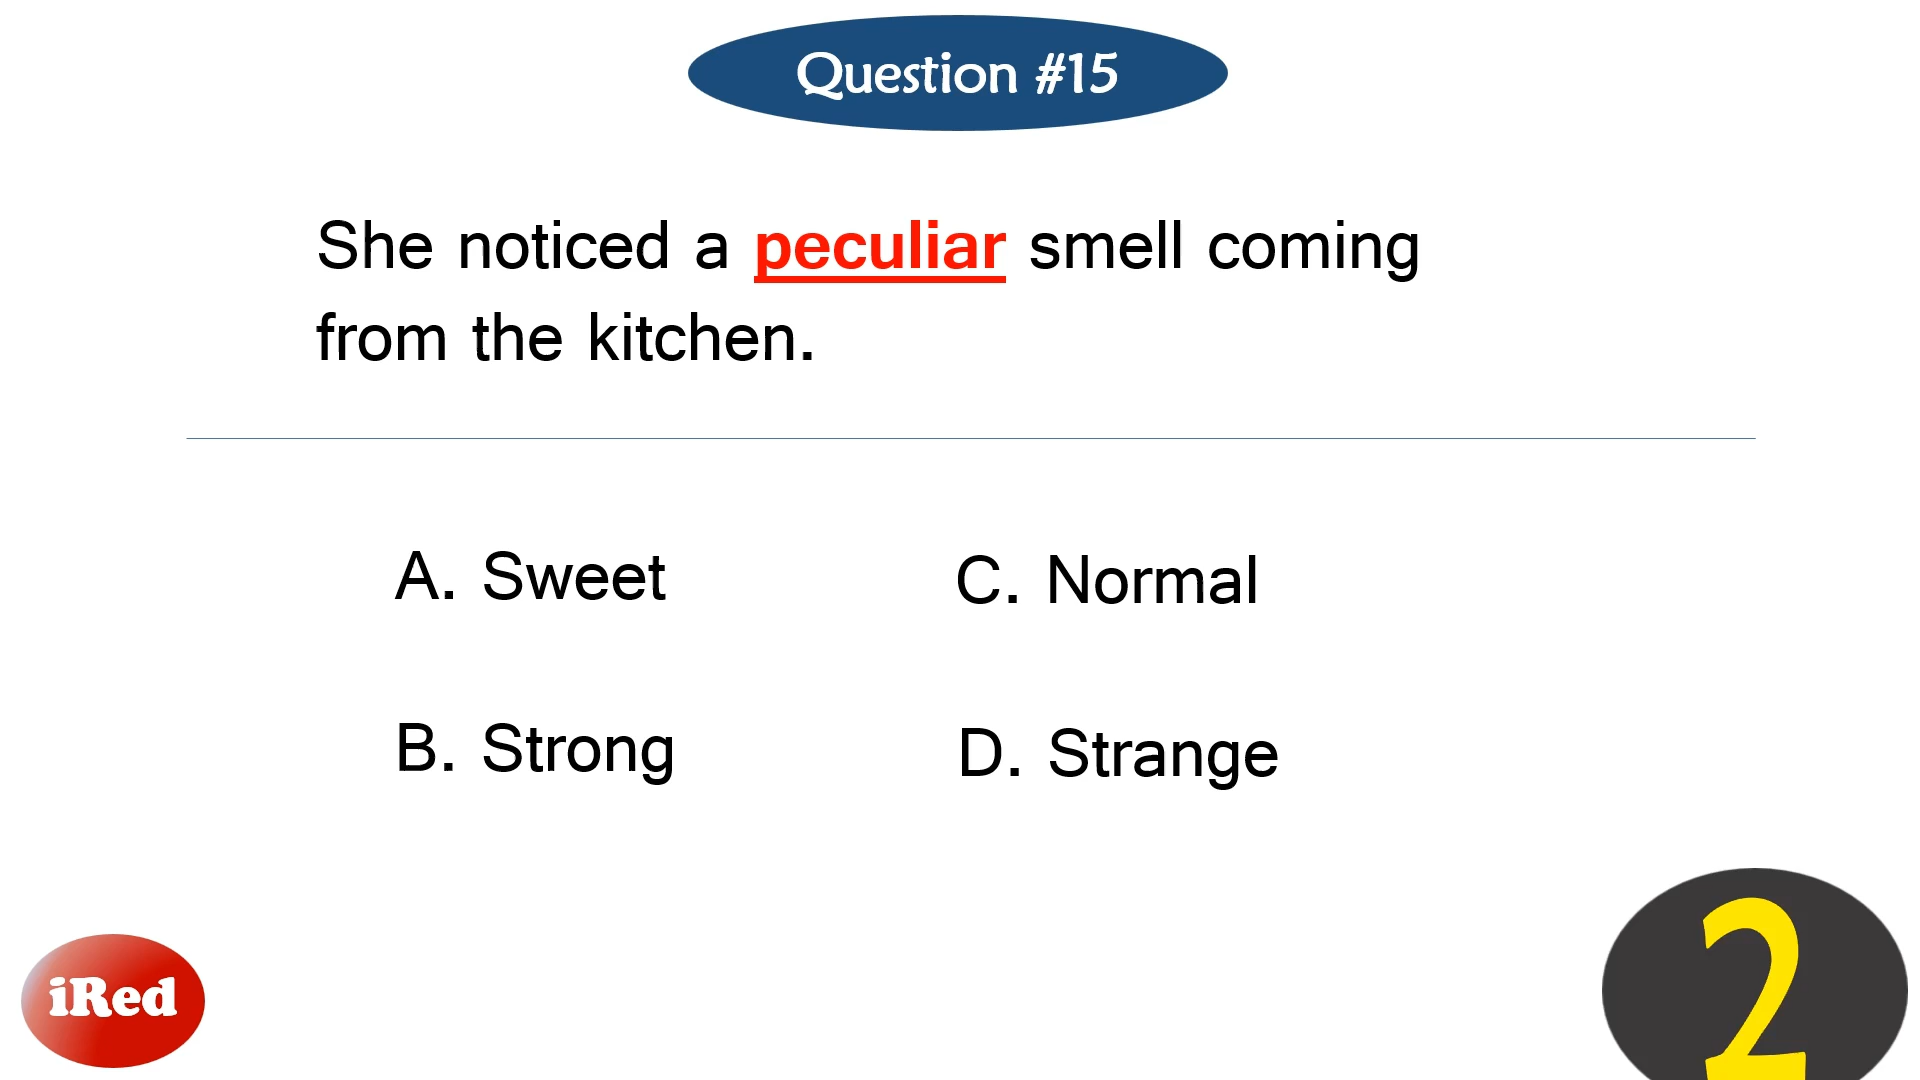 Question #15
She noticed a peculiar smell coming
from the kitchen.
A. Sweet
C. Normal
B. Strong
D. Strange
iRed
2